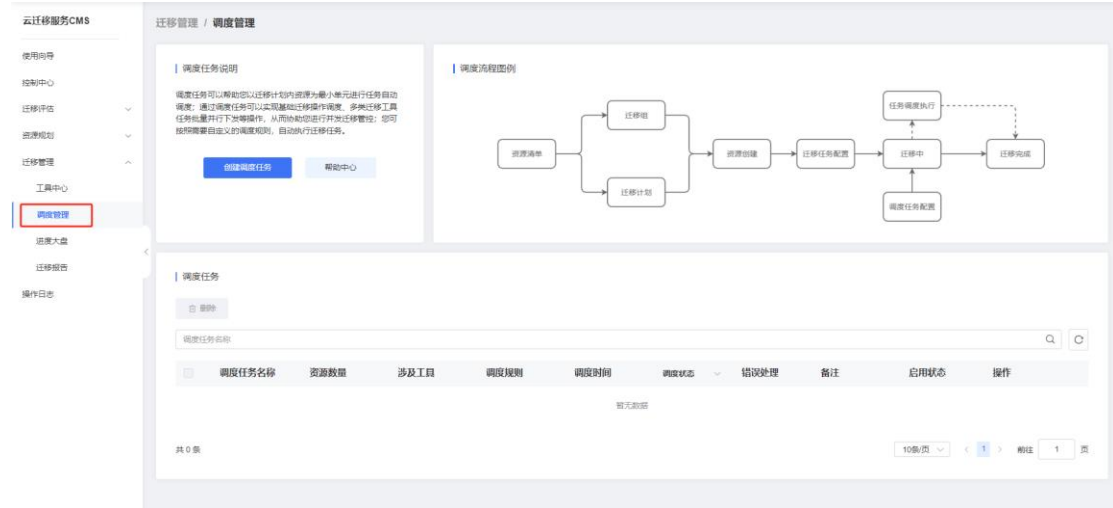 云迁移服务CMS
使用向导
控制中心
迁移评估
资源规划
迁移管理
工具中心
调度管理
进度大盘
迁移报告
操作日志
迁移管理 / 调度管理
调度任务说明
调度任务可以帮助您以迁移计划内资源为最小单元进行任务自动
调度；通过调度任务可以实现基础迁移操作调度、多类迁移工具
任务批量并行下发等操作，从而协助您进行并发迁移管控；您可
按照需要自定义的调度规则，自动执行迁移任务。
创建调度任务
帮助中心
调度流程图例
资源清单
迁移组
迁移计划
资源创建
迁移任务配置
任务调度执行
迁移中
调度任务配置
迁移完成
调度任务
删除
调度任务名称
调度任务名称 资源数量 涉及工具 调度规则 调度时间 调度状态 错误处理 备注 启用状态 操作
暂无数据
共 0 条
10条/页 1 前往 1 页